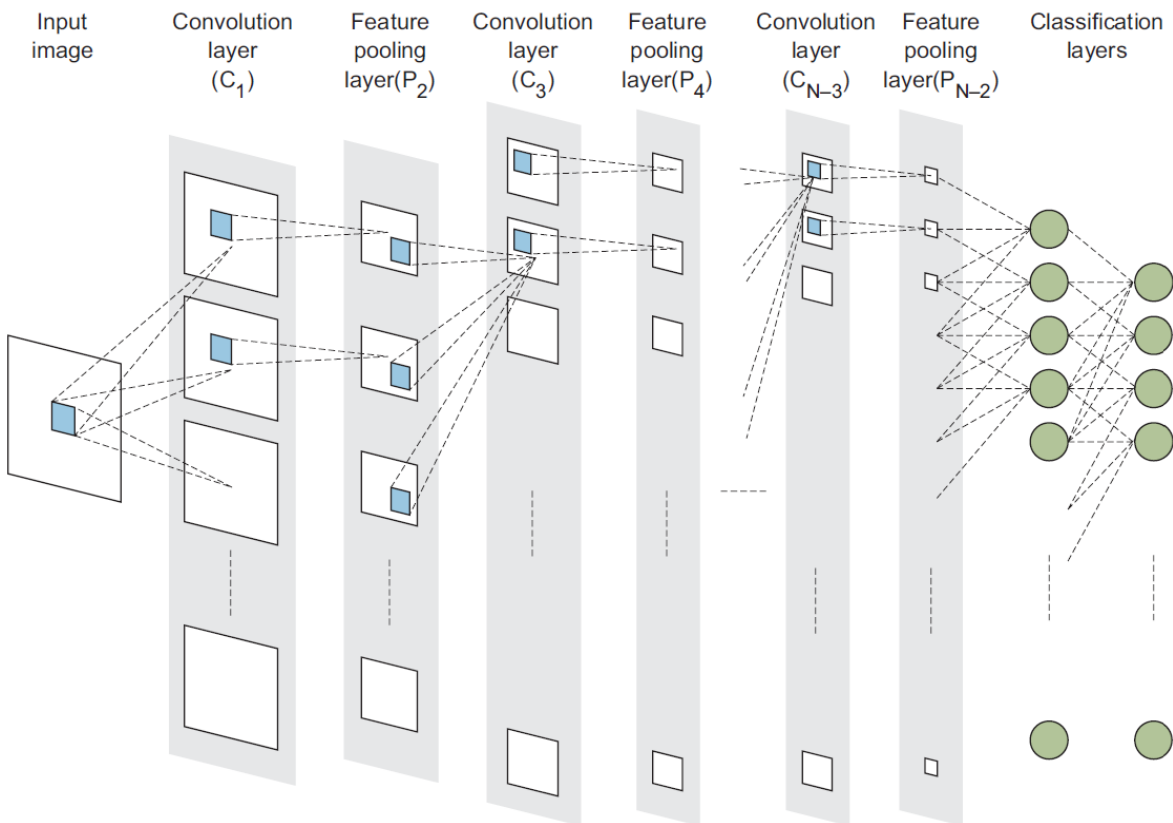 Input
image
Convolution
layer
(C1)
Feature
pooling
layer(P2)
Convolution
layer
(C3)
Feature
pooling
layer(P4)
Convolution
layer
(CN–3)
Feature
pooling
layer(PN–2)
Classification
layers